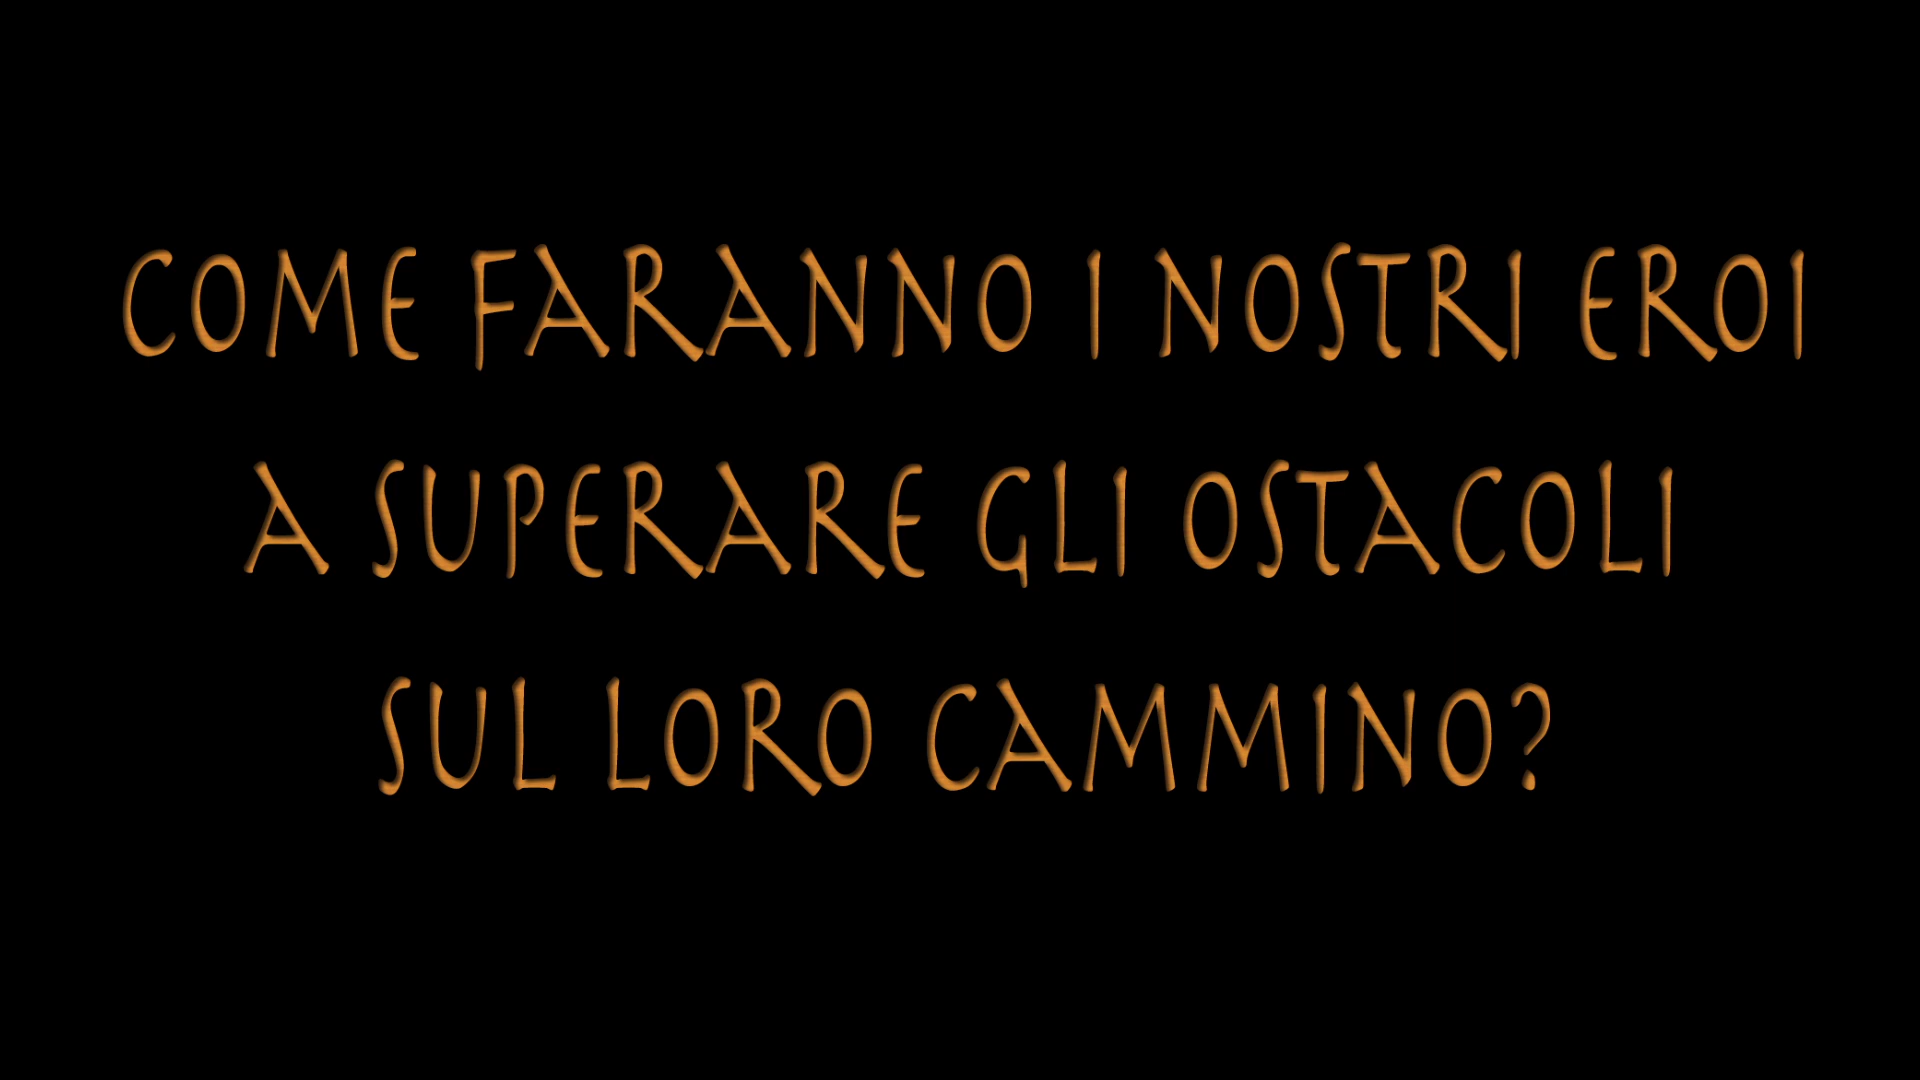 COME FARANNO I NOSTRI EROI
A SUPERARE GLI OSTACOLI
SUL LORO CAMMINO?